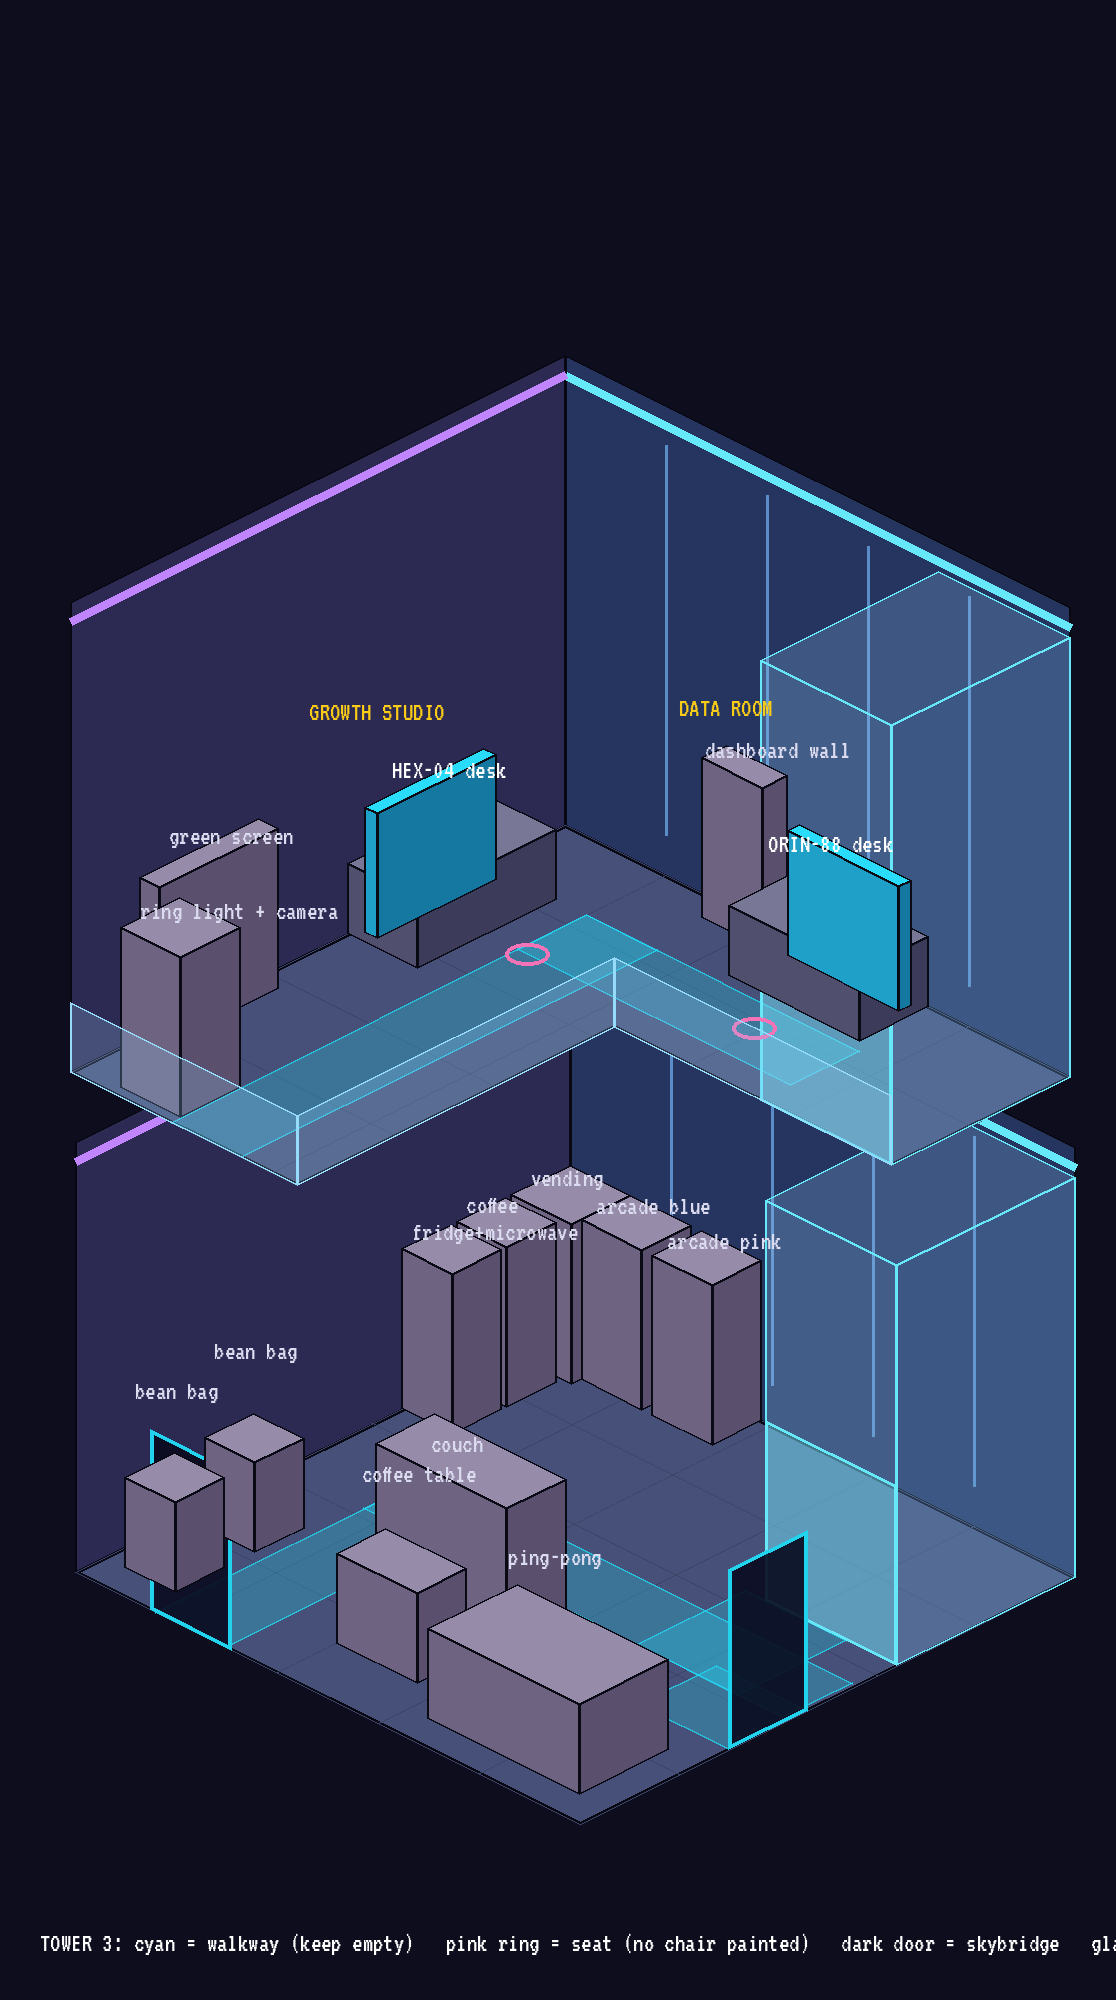 GROWTH STUDIO
DATA ROOM
dashboard wall
HEX-04 desk
green screen
ORIN-88 desk
ring light + camera
vending
coffee
arcade blue
fridge+microwave
arcade pink
bean bag
bean bag
couch
coffee table
ping-pong
TOWER 3: cyan = walkway (keep empty) pink ring = seat (no chair painted) dark door = skybridge